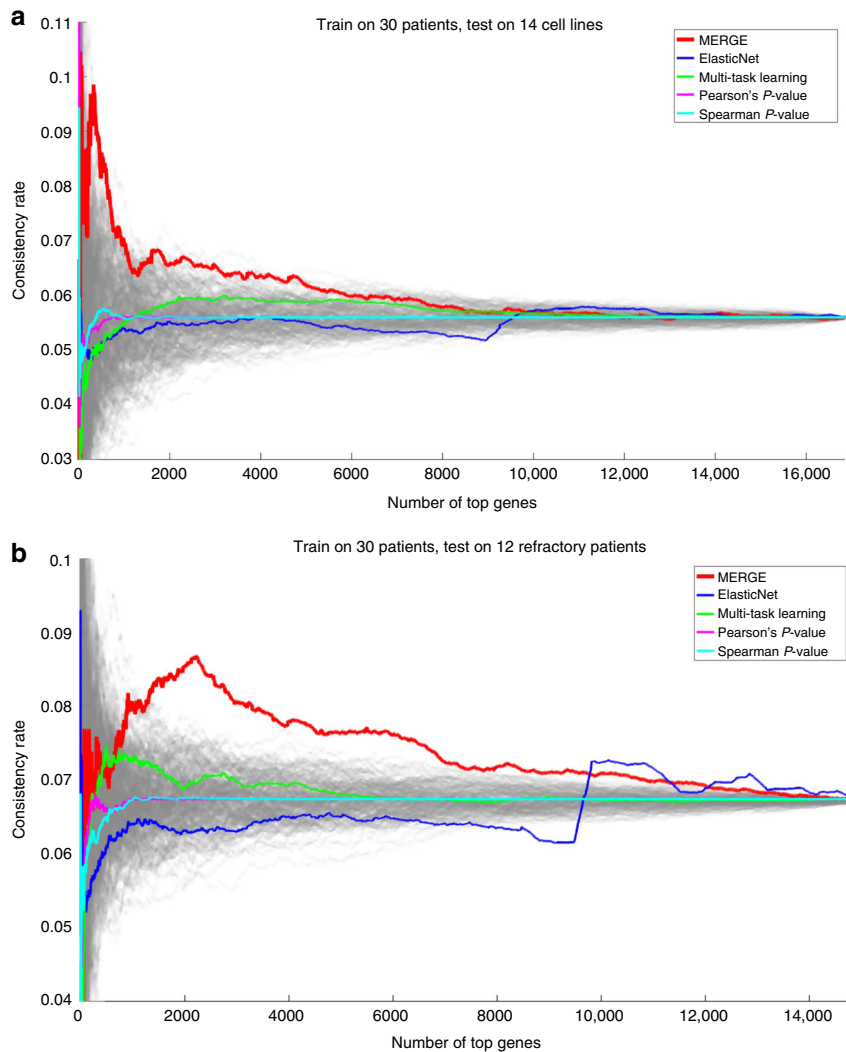 a
Train on 30 patients, test on 14 cell lines
MERGE
ElasticNet
Multi-task learning
Pearson's P-value
Spearman P-value
Consistency rate
0.11
0.1
0.09
0.08
0.07
0.06
0.05
0.04
0.03
0 2000 4000 6000 8000 10,000 12,000 14,000 16,000
Number of top genes
b
Train on 30 patients, test on 12 refractory patients
MERGE
ElasticNet
Multi-task learning
Pearson's P-value
Spearman P-value
Consistency rate
0.1
0.09
0.08
0.07
0.06
0.05
0.04
0 2000 4000 6000 8000 10,000 12,000 14,000
Number of top genes